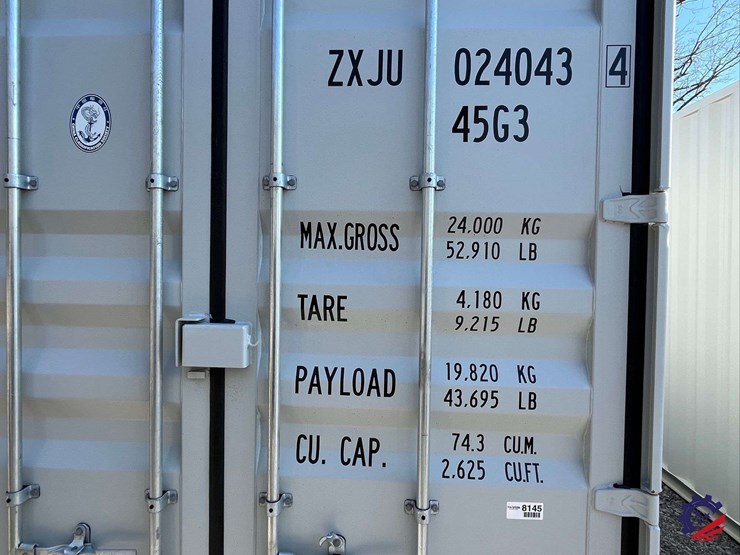 ZXJU 024043 4
45G3
MAX.GROSS 24,000 KG
52,910 LB
TARE 4,180 KG
9,215 LB
PAYLOAD 19,820 KG
43,695 LB
CU. CAP. 74.3 CU.M.
2,625 CU.FT.
8145